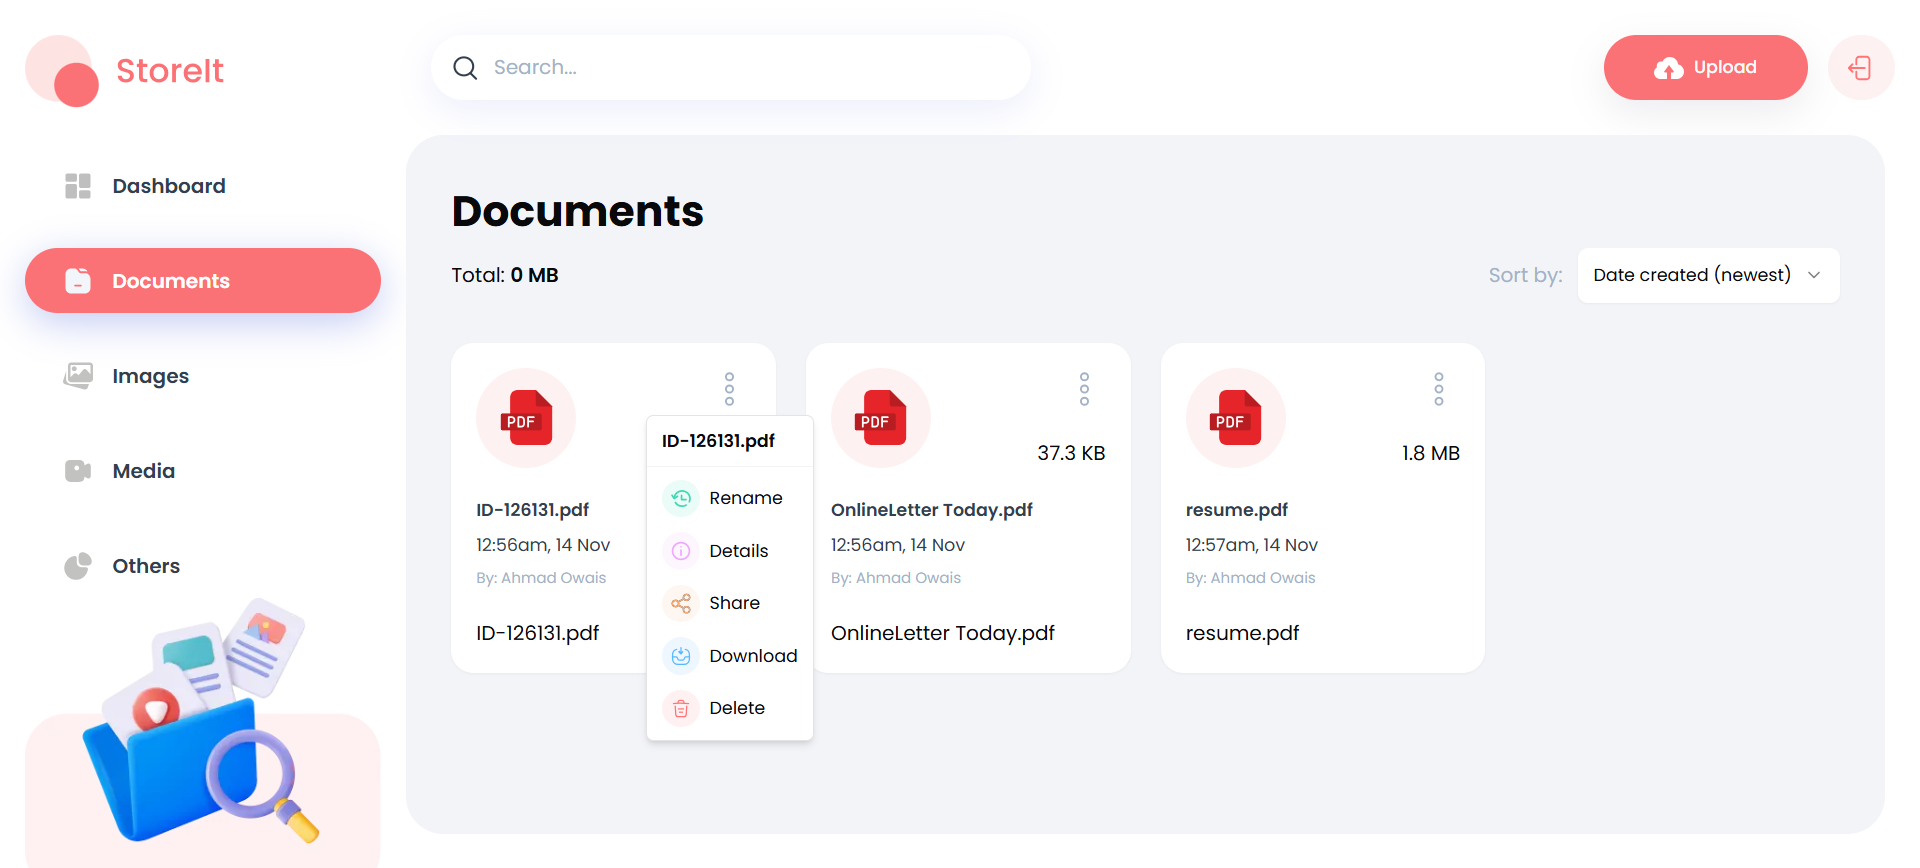 StoreIt
Search...
Upload
Dashboard
Documents
Images
Media
Others
Documents
Total: 0 MB
Sort by: Date created (newest)
PDF
ID-126131.pdf
12:56am, 14 Nov
By: Ahmad Owais
ID-126131.pdf
ID-126131.pdf
Rename
Details
Share
Download
Delete
PDF
37.3 KB
OnlineLetter Today.pdf
12:56am, 14 Nov
By: Ahmad Owais
OnlineLetter Today.pdf
PDF
1.8 MB
resume.pdf
12:57am, 14 Nov
By: Ahmad Owais
resume.pdf